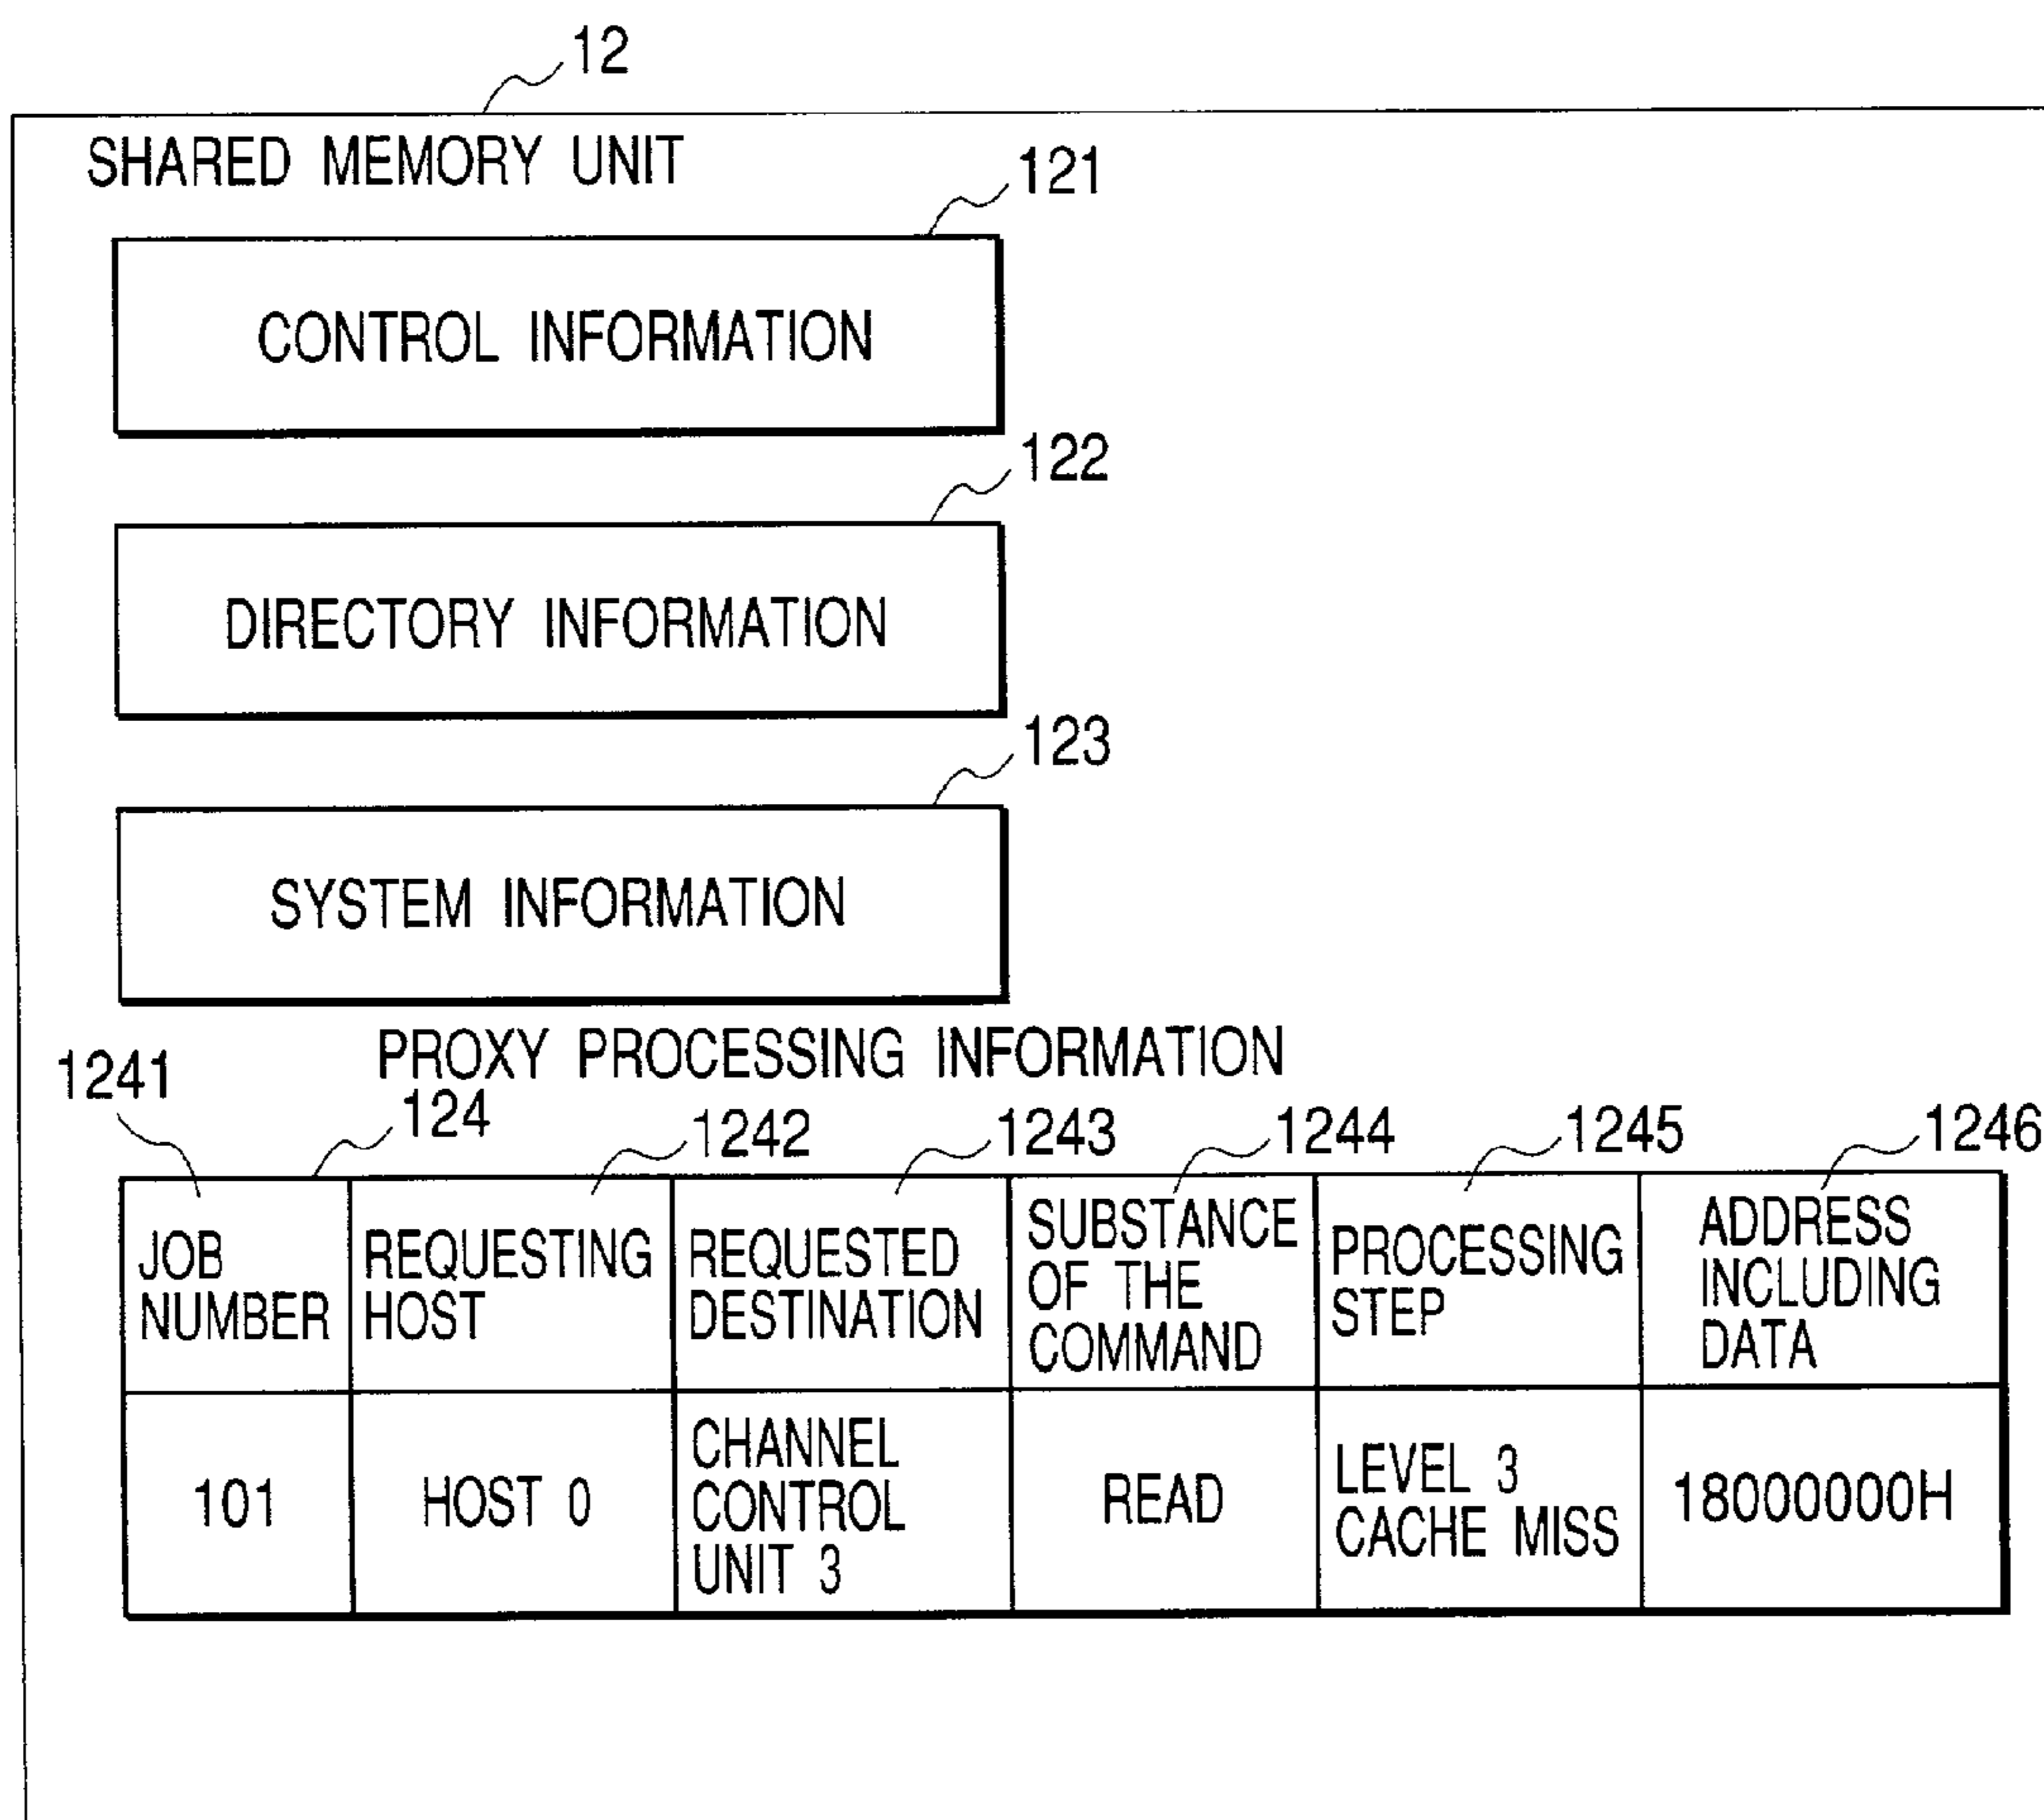 12
SHARED MEMORY UNIT
121
CONTROL INFORMATION
122
DIRECTORY INFORMATION
123
SYSTEM INFORMATION
PROXY PROCESSING INFORMATION
1241
124
1242
1243
1244
1245
1246
JOB
NUMBER
REQUESTING
HOST
REQUESTED
DESTINATION
SUBSTANCE
OF THE
COMMAND
PROCESSING
STEP
ADDRESS
INCLUDING
DATA
101
HOST 0
CHANNEL
CONTROL
UNIT 3
READ
LEVEL 3
CACHE MISS
18000000H